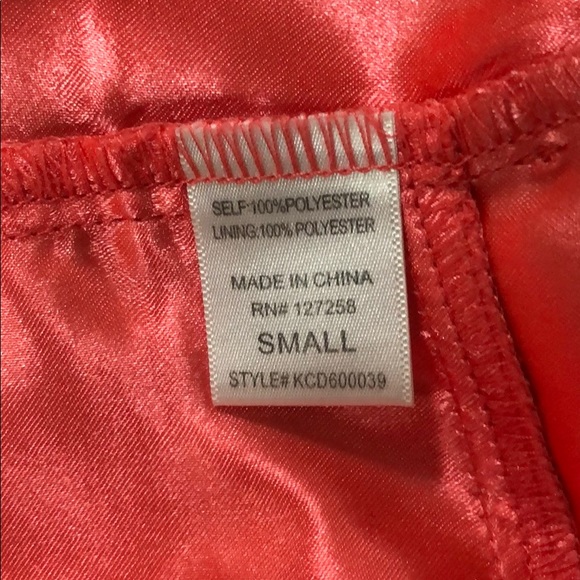 SELF:100%POLYESTER
LINING:100% POLYESTER
MADE IN CHINA
RN# 127258
SMALL
STYLE# KCD600039